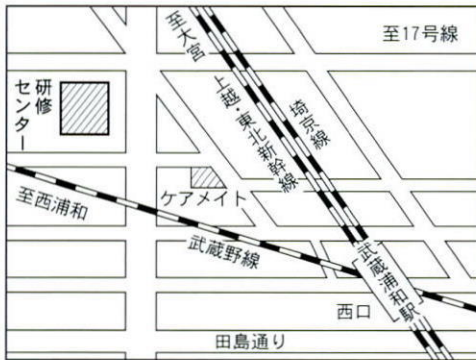 至大宮
至17号線
上越・東北新幹線
埼京線
研修
センター
ケアメイト
至西浦和
武蔵野線
武蔵浦和駅
西口
田島通り